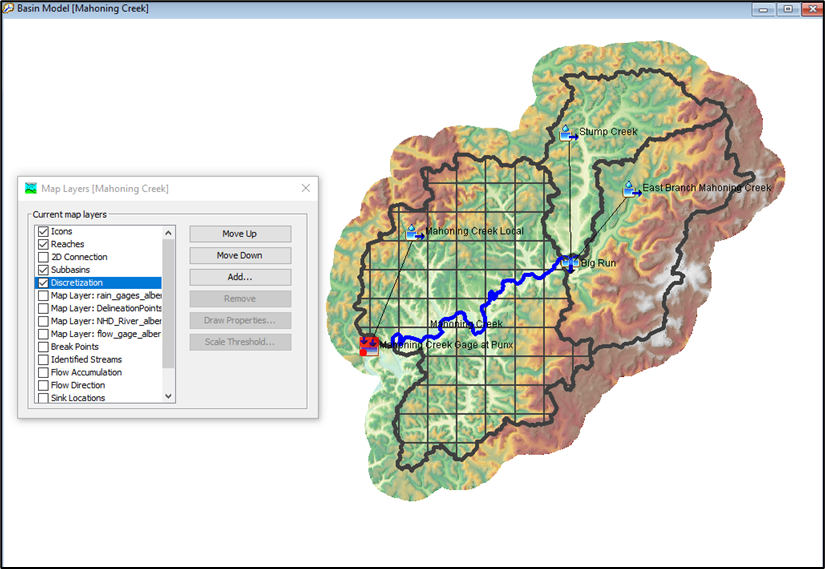 Basin Model [Mahoning Creek]
Stump Creek
East Branch Mahoning Creek
Map Layers [Mahoning Creek]
Current map layers
Icons
Reaches
2D Connection
Subbasins
Discretization
Map Layer: rain_gages_alber
Map Layer: DelineationPoints
Map Layer: NHD_River_alber
Map Layer: flow_gage_alber
Break Points
Identified Streams
Flow Accumulation
Flow Direction
Sink Locations
Move Up
Move Down
Add...
Remove
Draw Properties...
Scale Threshold...
Mahoning Creek Local
Big Run
Mahoning Creek
Mahoning Creek Gage at Punx